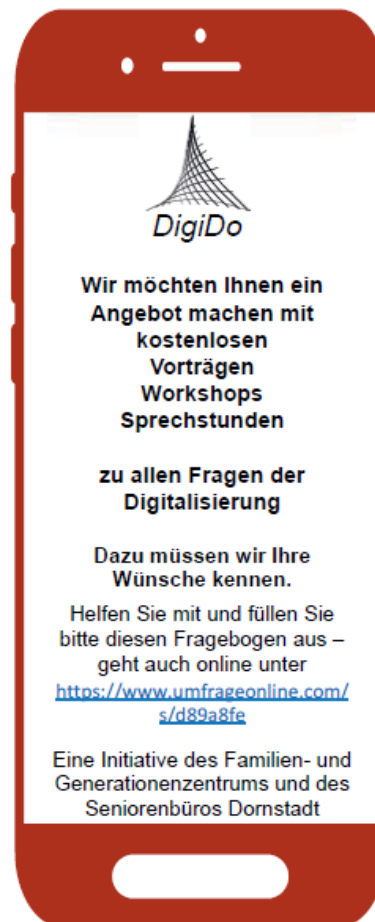 DigiDo
Wir möchten Ihnen ein
Angebot machen mit
kostenlosen
Vorträgen
Workshops
Sprechstunden
zu allen Fragen der
Digitalisierung
Dazu müssen wir Ihre
Wünsche kennen.
Helfen Sie mit und füllen Sie
bitte diesen Fragebogen aus –
geht auch online unter
https://www.umfrageonline.com/
s/d89a8fe
Eine Initiative des Familien- und
Generationenzentrums und des
Seniorenbüros Dornstadt